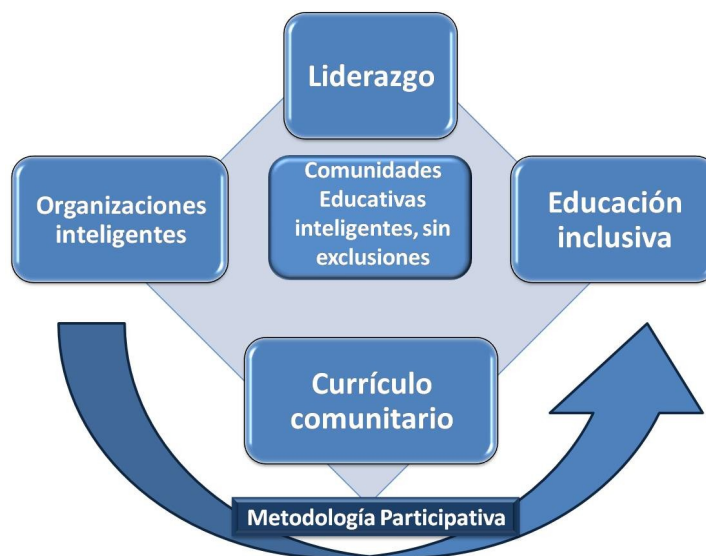 Liderazgo
Organizaciones
inteligentes
Comunidades
Educativas
inteligentes, sin
exclusiones
Educación
inclusiva
Currículo
comunitario
Metodología Participativa